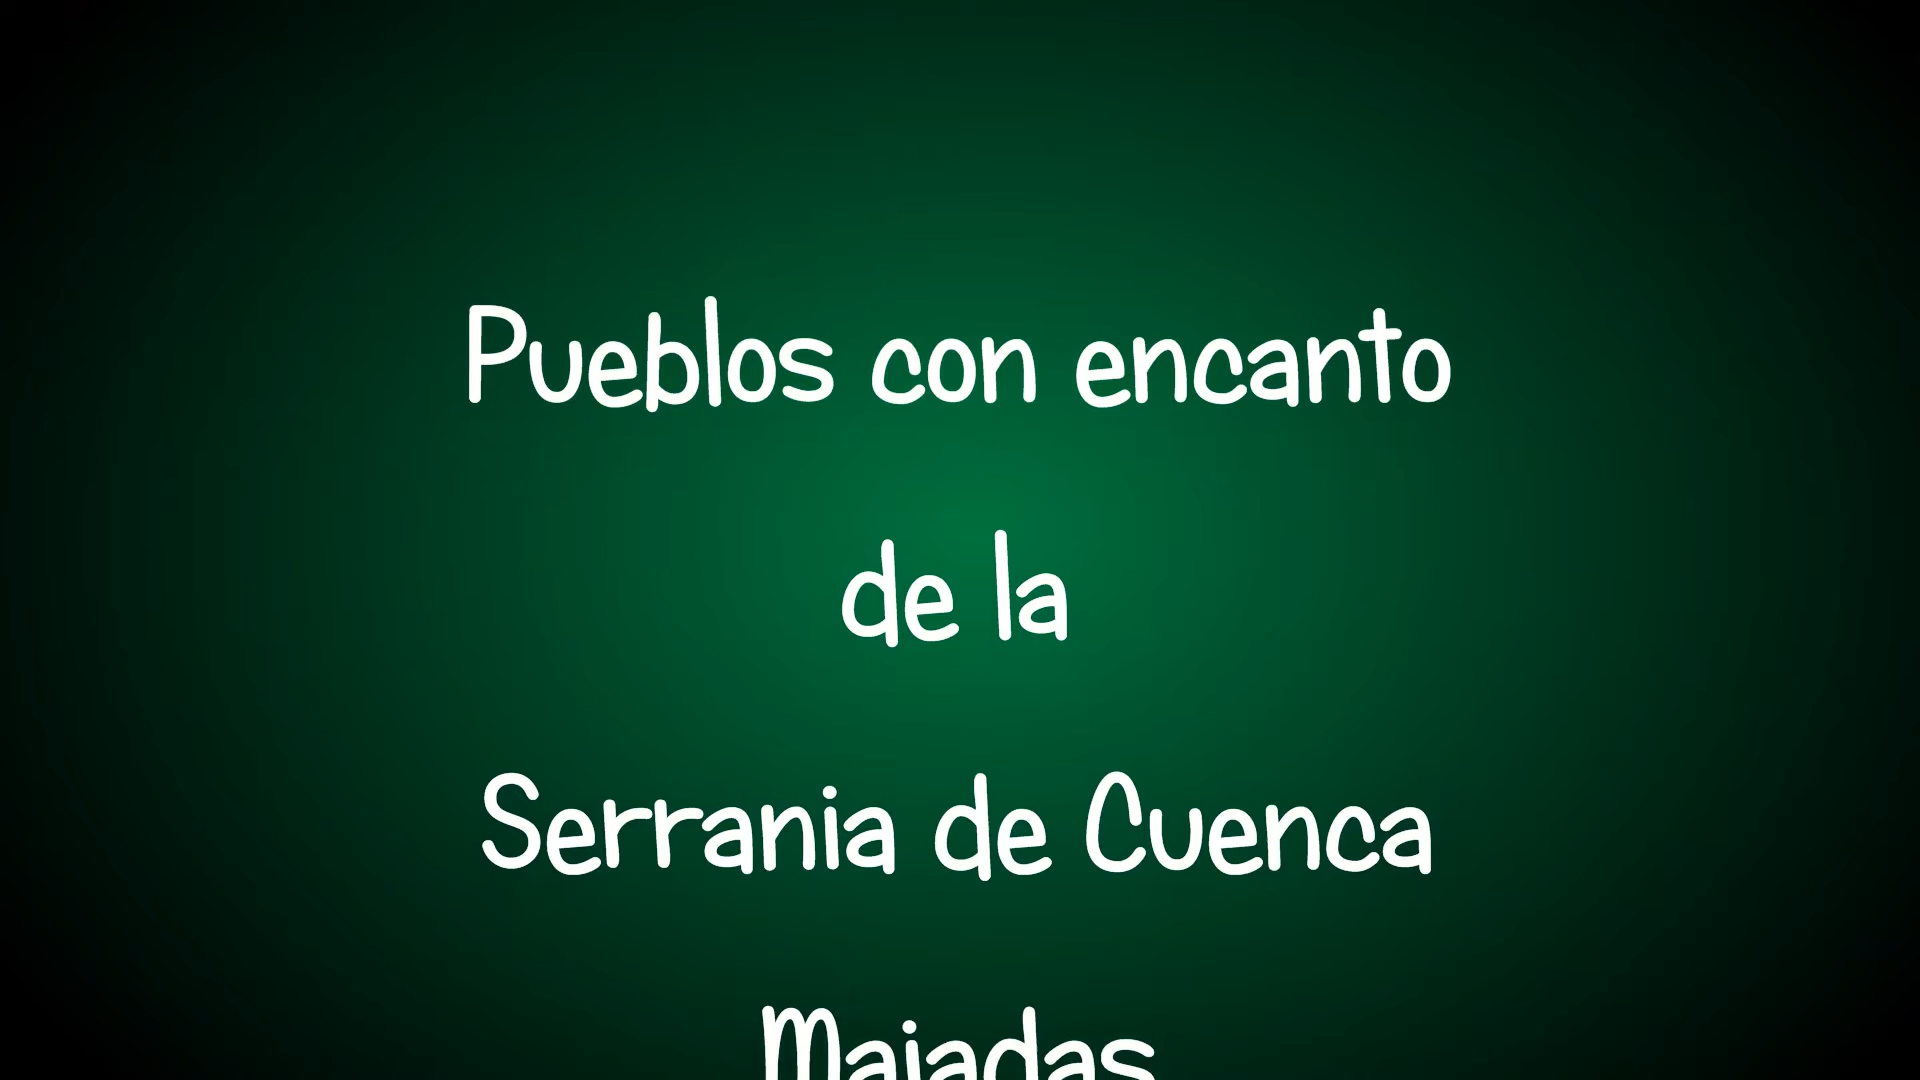 Pueblos con encanto
de la
Serrania de Cuenca
Majadas